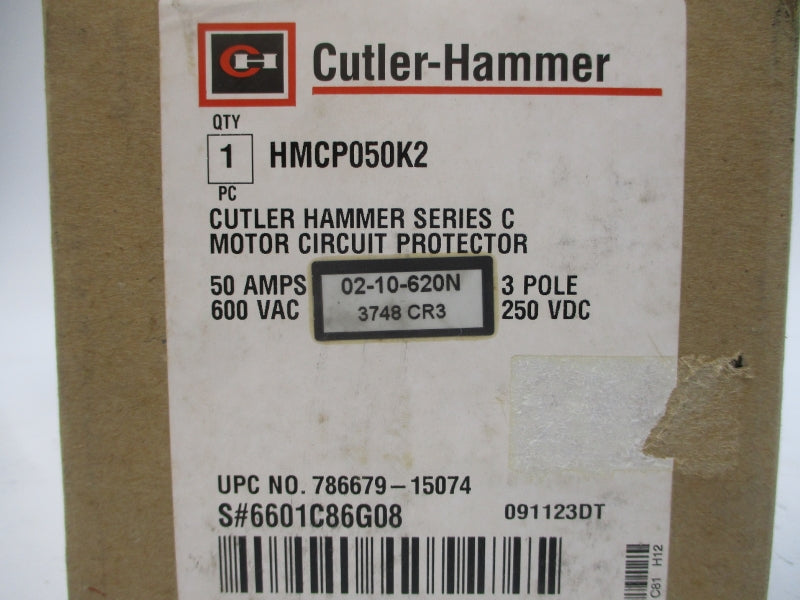 CH Cutler-Hammer
QTY
1 HMCP050K2
PC
CUTLER HAMMER SERIES C
MOTOR CIRCUIT PROTECTOR
50 AMPS 02-10-620N 3 POLE
600 VAC 3748 CR3 250 VDC
UPC NO. 786679-15074
S#6601C86G08 091123DT
C81 H12